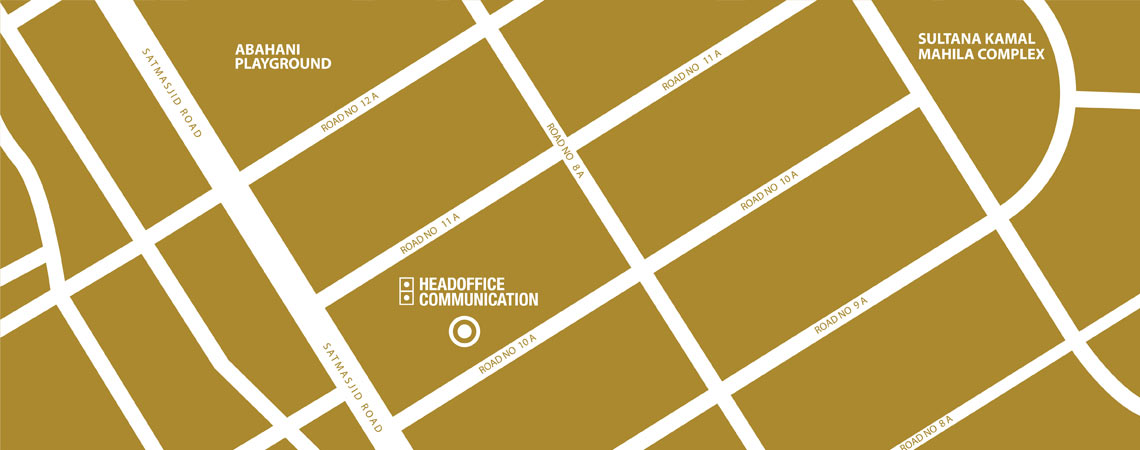 ABAHANI
PLAYGROUND
SULTANA KAMAL
MAHILA COMPLEX
SATMASJID ROAD
ROAD NO 12 A
ROAD NO 11 A
ROAD NO 8 A
ROAD NO 11 A
ROAD NO 10 A
HEADOFFICE
COMMUNICATION
ROAD NO 10 A
ROAD NO 9 A
SATMASJID ROAD
ROAD NO 8 A